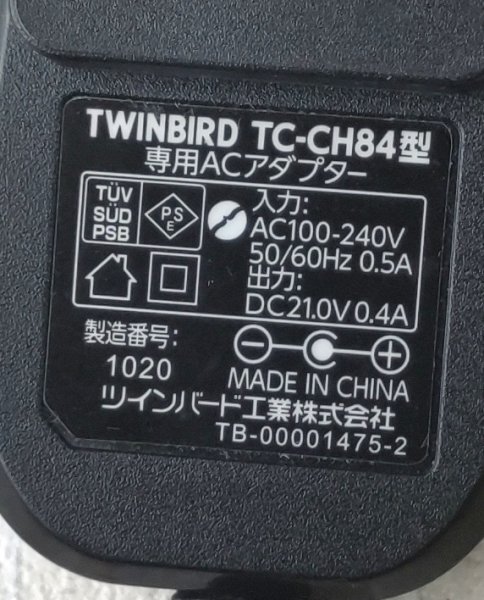 TWINBIRD TC-CH84型
専用ACアダプター
TÜV
SÜD
PSB
PS
E
入力:
AC100-240V
50/60Hz 0.5A
出力:
DC21.0V 0.4A
製造番号:
1020
MADE IN CHINA
ツインバード工業株式会社
TB-00001475-2